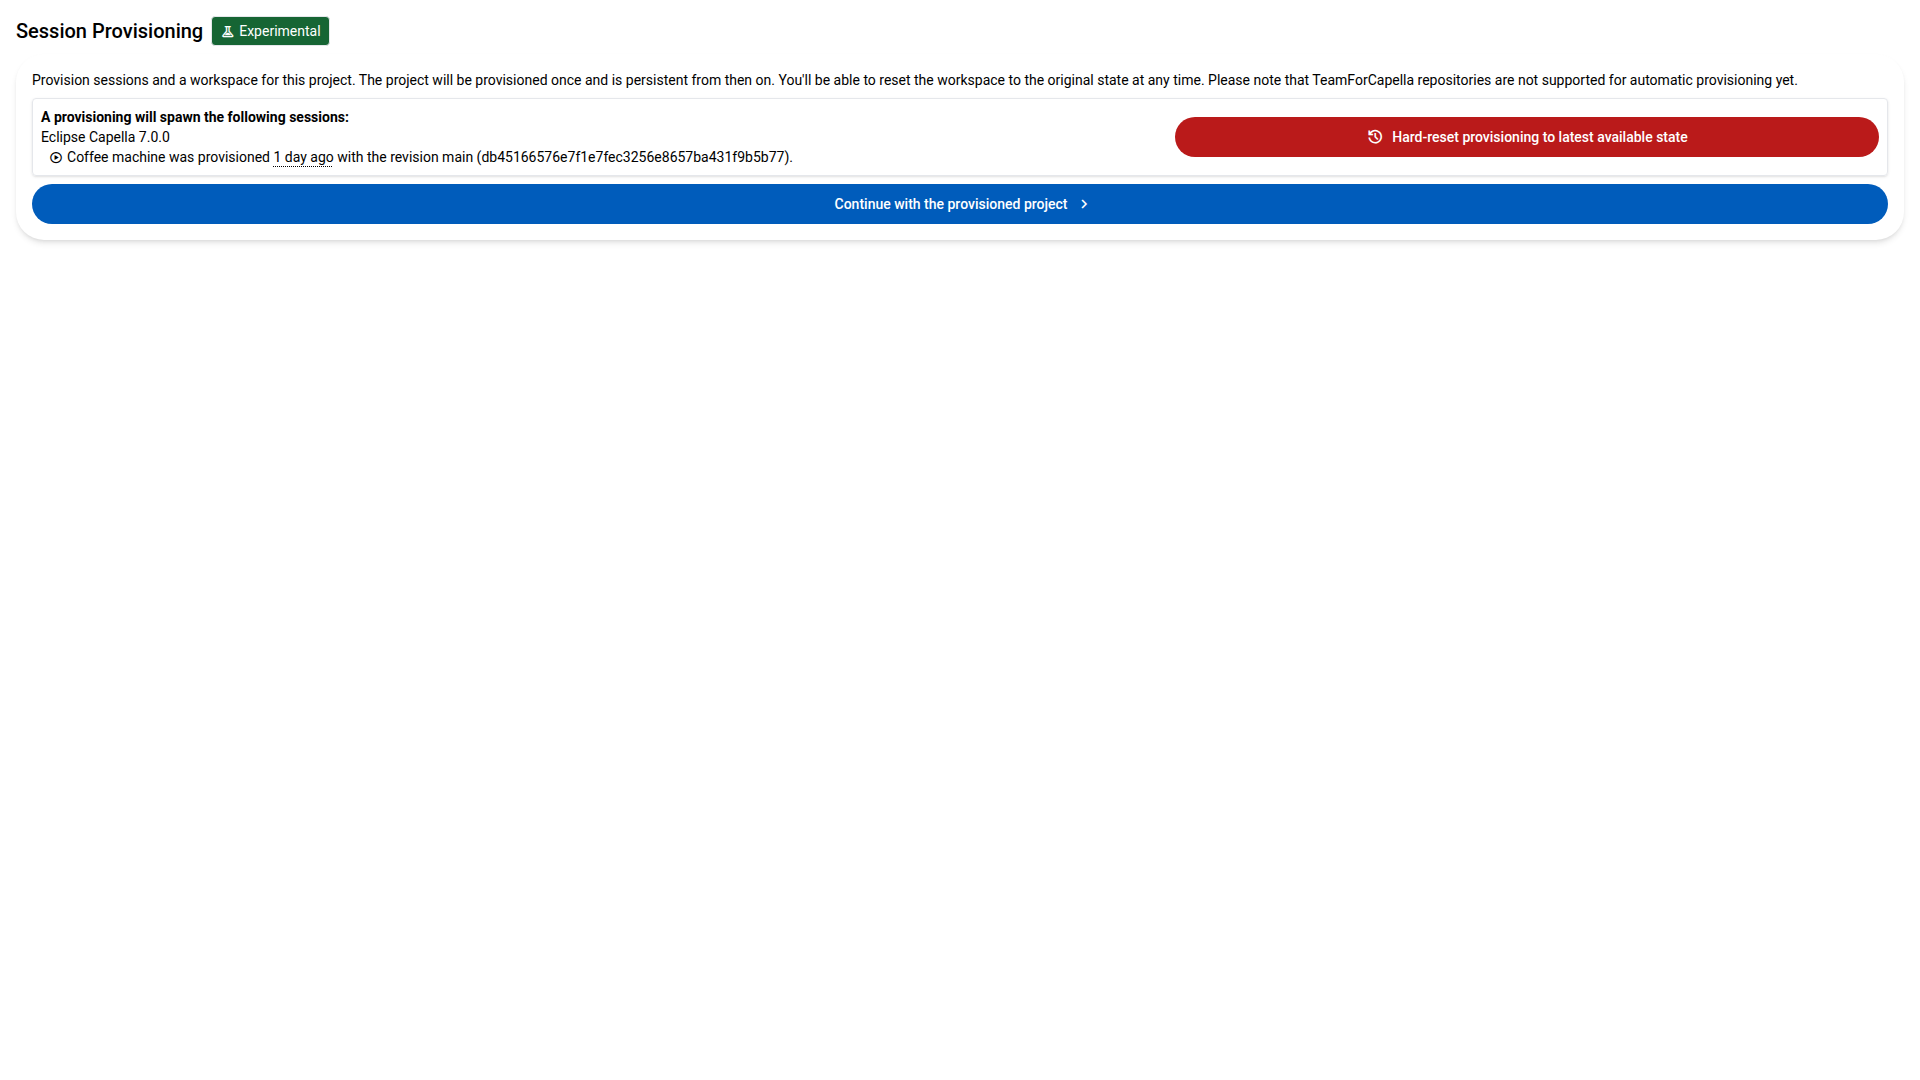 Session Provisioning
Experimental
Provision sessions and a workspace for this project. The project will be provisioned once and is persistent from then on. You'll be able to reset the workspace to the original state at any time. Please note that TeamForCapella repositories are not supported for automatic provisioning yet.
A provisioning will spawn the following sessions:
Eclipse Capella 7.0.0
Coffee machine was provisioned 1 day ago with the revision main (db45166576e7f1e7fec3256e8657ba431f9b5b77).
Hard-reset provisioning to latest available state
Continue with the provisioned project